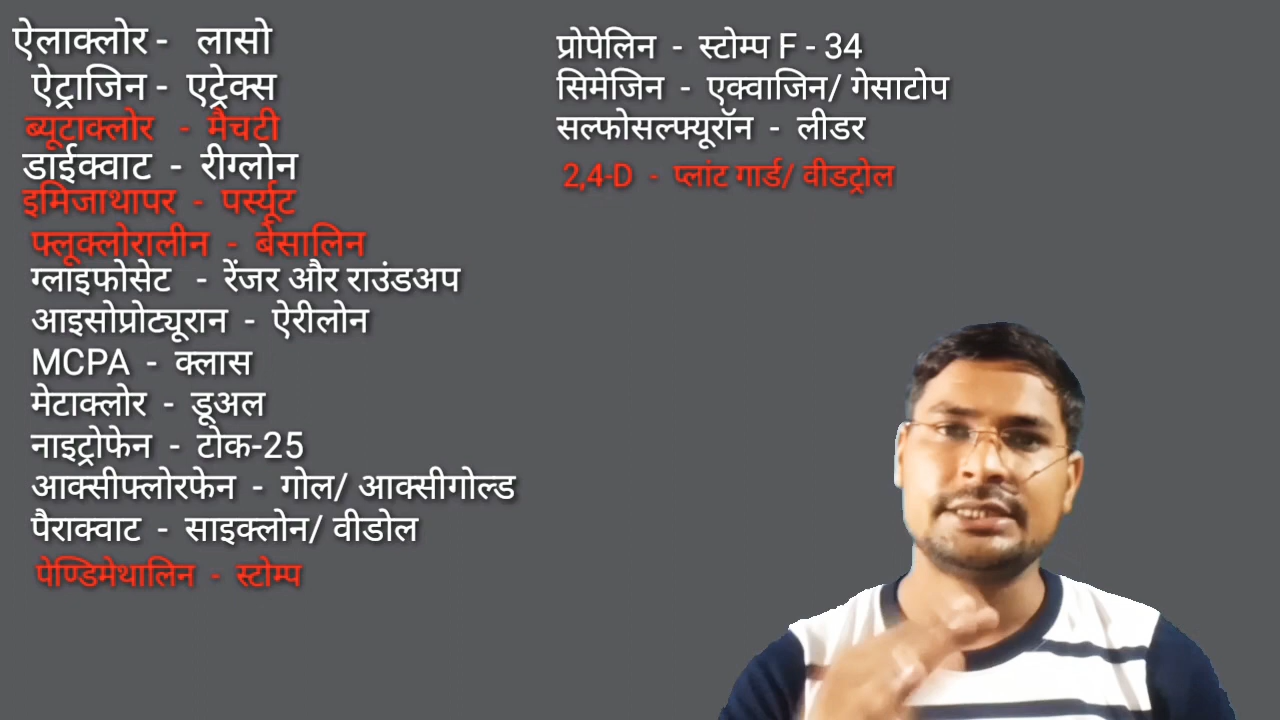 ऐलाक्लोर - लासो
ऐट्राजिन - एट्रेक्स
ब्यूटाक्लोर - मैचटी
डाईक्वाट - रीग्लोन
इमिजाथापर - पर्स्यूट
फ्लूक्लोरालीन - बेसालिन
ग्लाइफोसेट - रेंजर और राउंडअप
आइसोप्रोट्यूरान - ऐरीलोन
MCPA - क्लास
मेटाक्लोर - डूअल
नाइट्रोफेन - टोक-25
आक्सीफ्लोरफेन - गोल/ आक्सीगोल्ड
पैराक्वाट - साइक्लोन/ वीडोल
पेण्डिमेथालिन - स्टोम्प
प्रोपेलिन - स्टोम्प F - 34
सिमेजिन - एक्वाजिन/ गेसाटोप
सल्फोसल्फ्यूरॉन - लीडर
2,4-D - प्लांट गार्ड/ वीडट्रोल